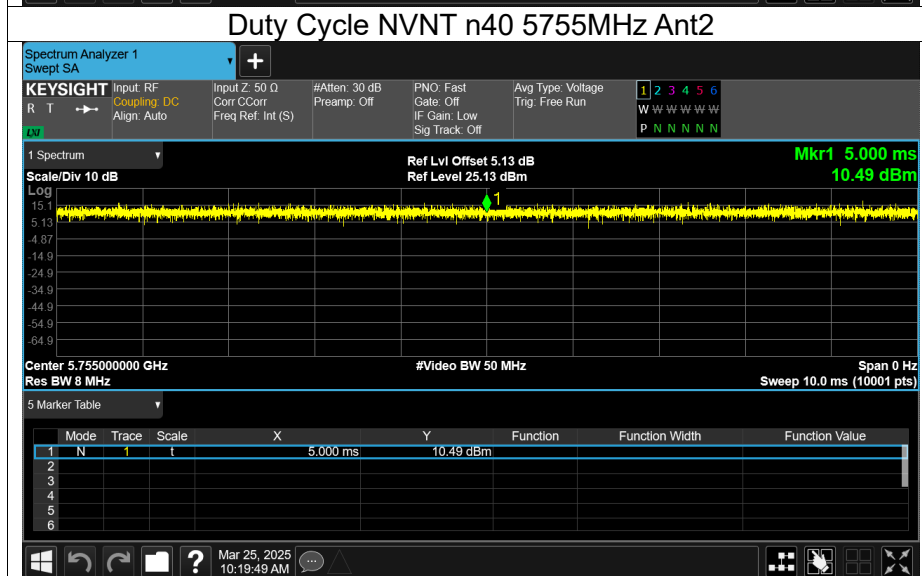 Duty Cycle NVNT n40 5755MHz Ant2
Spectrum Analyzer 1
Swept SA
+
KEYSIGHT
R T
LXI
Input: RF
Coupling: DC
Align: Auto
Input Z: 50 Ω
Corr CCorr
Freq Ref: Int (S)
#Atten: 30 dB
Preamp: Off
PNO: Fast
Gate: Off
IF Gain: Low
Sig Track: Off
Avg Type: Voltage
Trig: Free Run
1 2 3 4 5 6
W W W W W W
P N N N N N
1 Spectrum
Scale/Div 10 dB
Ref Lvl Offset 5.13 dB
Ref Level 25.13 dBm
Mkr1 5.000 ms
10.49 dBm
Log
15.1
5.13
-4.87
-14.9
-24.9
-34.9
-44.9
-54.9
-64.9
1
Center 5.755000000 GHz
#Video BW 50 MHz
Span 0 Hz
Res BW 8 MHz
Sweep 10.0 ms (10001 pts)
5 Marker Table
Mode Trace Scale X Y Function Function Width Function Value
1 N 1 t 5.000 ms 10.49 dBm
2
3
4
5
6
?
Mar 25, 2025
10:19:49 AM